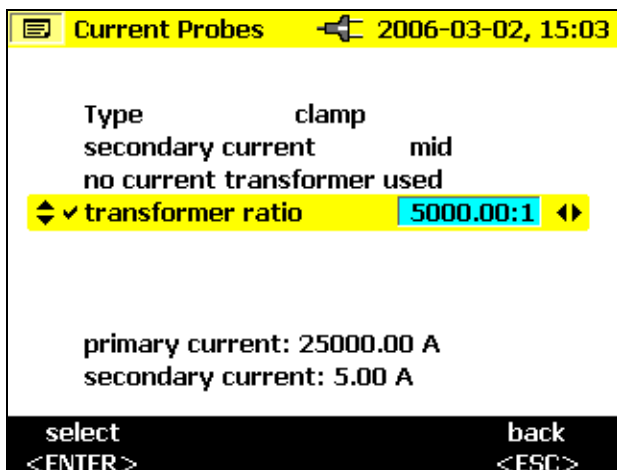 Current Probes 2006-03-02, 15:03
Type clamp
secondary current mid
no current transformer used
✓ transformer ratio 5000.00:1
primary current: 25000.00 A
secondary current: 5.00 A
select back
<ENTER> <ESC>